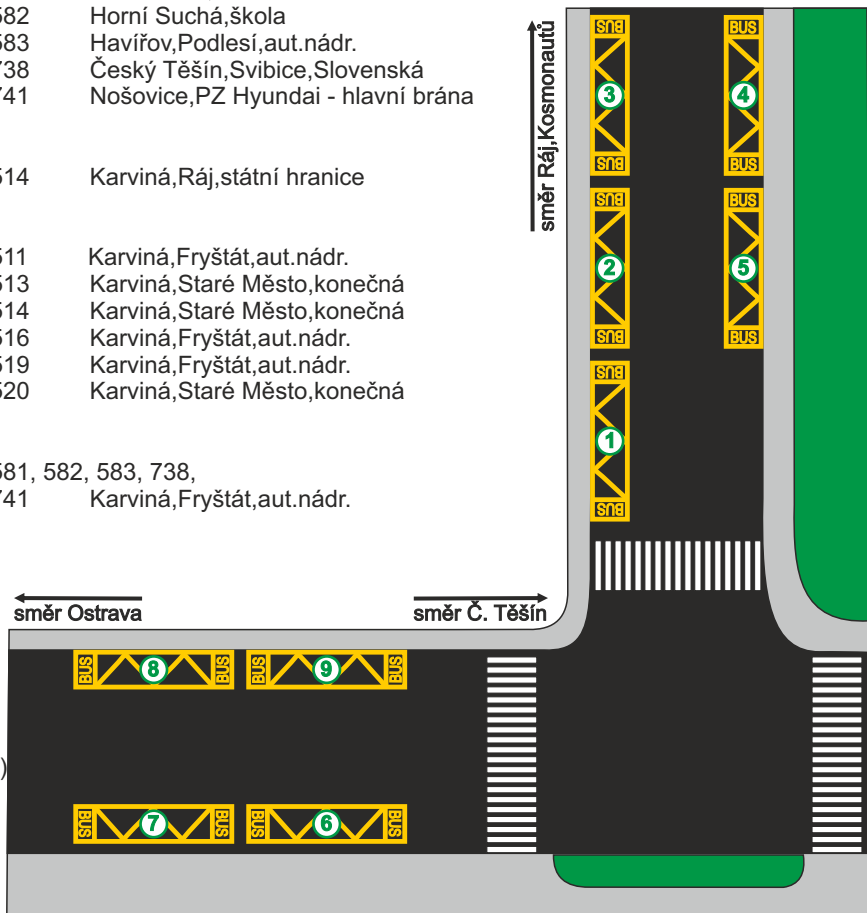 582 Horní Suchá,škola
583 Havířov,Podlesí,aut.nádr.
738 Český Těšín,Svibice,Slovenská
741 Nošovice,PZ Hyundai - hlavní brána
514 Karviná,Ráj,státní hranice
511 Karviná,Fryštát,aut.nádr.
513 Karviná,Staré Město,konečná
514 Karviná,Staré Město,konečná
516 Karviná,Fryštát,aut.nádr.
519 Karviná,Fryštát,aut.nádr.
520 Karviná,Staré Město,konečná
581, 582, 583, 738,
741 Karviná,Fryštát,aut.nádr.
)
směr Ráj,Kosmonautů
BUS 3 BUS
BUS 4 BUS
BUS 2 BUS
BUS 5 BUS
BUS 1 BUS
směr Ostrava
směr Č. Těšín
BUS 8 BUS
BUS 9 BUS
BUS 7 BUS
BUS 6 BUS